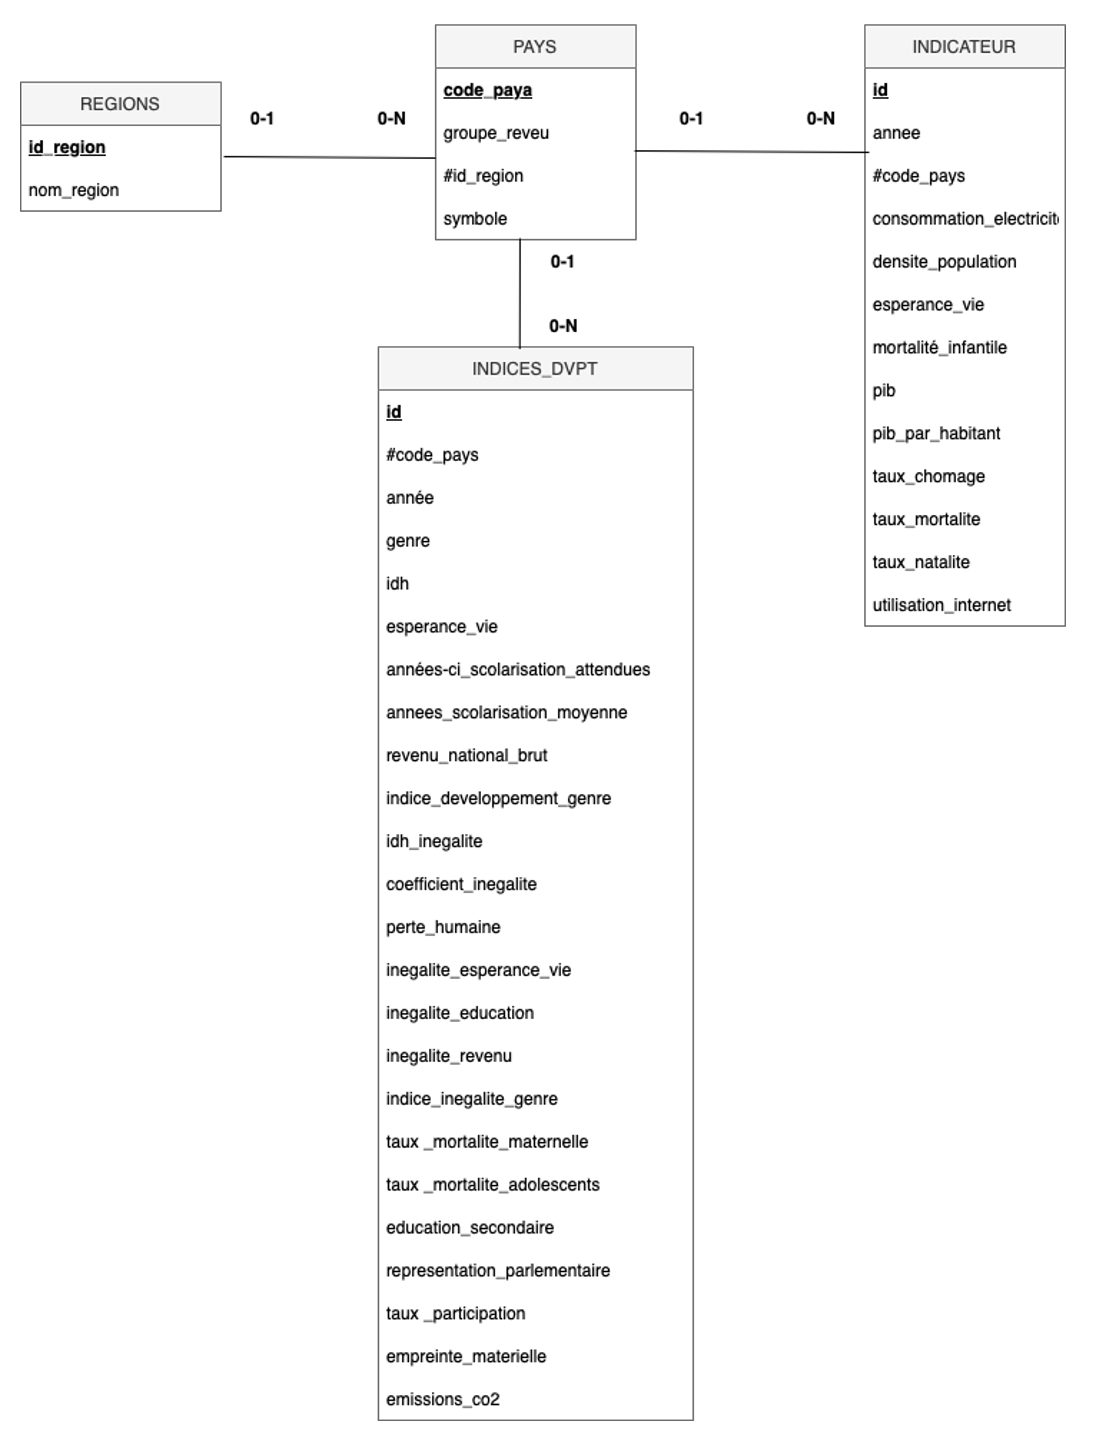 REGIONS
id_region
nom_region
0-1
0-N
PAYS
code_paya
groupe_reveu
#id_region
symbole
0-1
0-N
INDICATEUR
id
annee
#code_pays
consommation_electricit
densite_population
esperance_vie
mortalité_infantile
pib
pib_par_habitant
taux_chomage
taux_mortalite
taux_natalite
utilisation_internet
0-1
0-N
INDICES_DVPT
id
#code_pays
année
genre
idh
esperance_vie
années-ci_scolarisation_attendues
annees_scolarisation_moyenne
revenu_national_brut
indice_developpement_genre
idh_inegalite
coefficient_inegalite
perte_humaine
inegalite_esperance_vie
inegalite_education
inegalite_revenu
indice_inegalite_genre
taux _mortalite_maternelle
taux _mortalite_adolescents
education_secondaire
representation_parlementaire
taux _participation
empreinte_materielle
emissions_co2